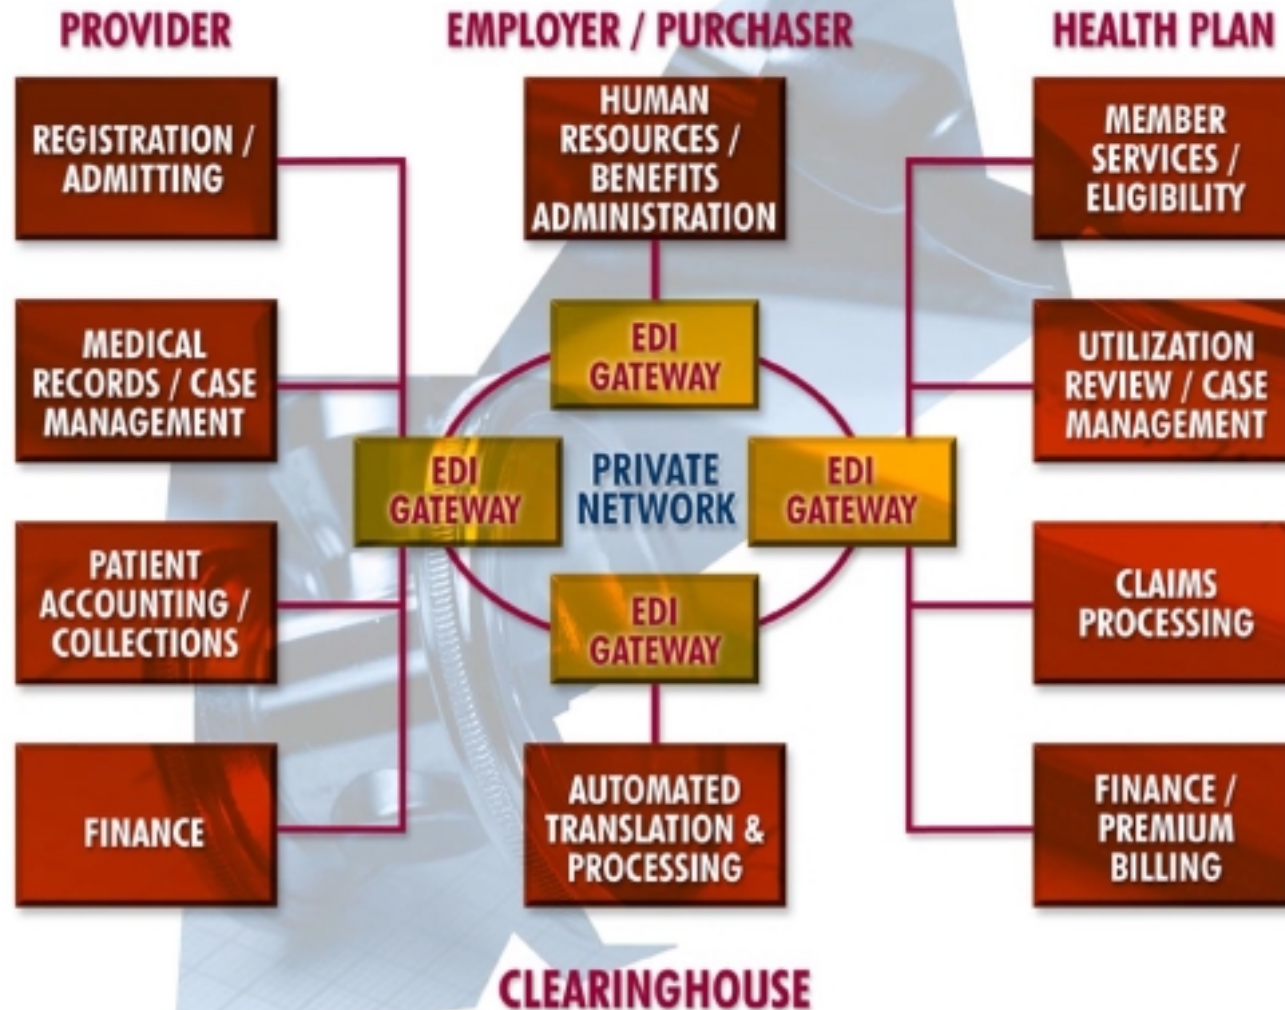 PROVIDER
EMPLOYER / PURCHASER
HEALTH PLAN
REGISTRATION /
ADMITTING
HUMAN
RESOURCES /
BENEFITS
ADMINISTRATION
MEMBER
SERVICES /
ELIGIBILITY
MEDICAL
RECORDS / CASE
MANAGEMENT
EDI
GATEWAY
UTILIZATION
REVIEW / CASE
MANAGEMENT
EDI
GATEWAY
PRIVATE
NETWORK
EDI
GATEWAY
PATIENT
ACCOUNTING /
COLLECTIONS
EDI
GATEWAY
CLAIMS
PROCESSING
FINANCE
AUTOMATED
TRANSLATION &
PROCESSING
FINANCE /
PREMIUM
BILLING
CLEARINGHOUSE